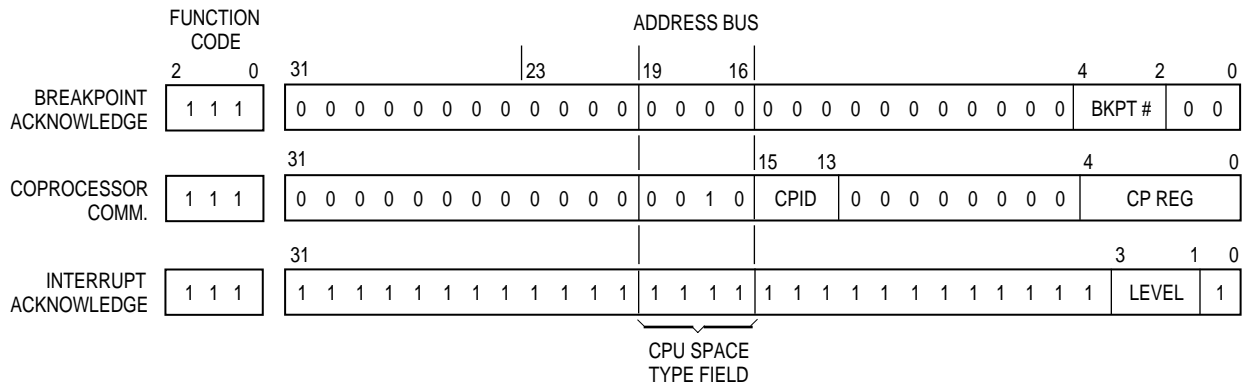 FUNCTION CODE
ADDRESS BUS
2 0 31 23 19 16 4 2 0
BREAKPOINT ACKNOWLEDGE 1 1 1 0 0 0 0 0 0 0 0 0 0 0 0 0 0 0 0 0 0 0 0 0 0 0 0 0 0 0 BKPT # 0 0
31 15 13 4 0
COPROCESSOR COMM. 1 1 1 0 0 0 0 0 0 0 0 0 0 0 0 0 0 1 0 CPID 0 0 0 0 0 0 0 0 CP REG
31 3 1 0
INTERRUPT ACKNOWLEDGE 1 1 1 1 1 1 1 1 1 1 1 1 1 1 1 1 1 1 1 1 1 1 1 1 1 1 1 1 1 1 1 LEVEL 1
CPU SPACE
TYPE FIELD